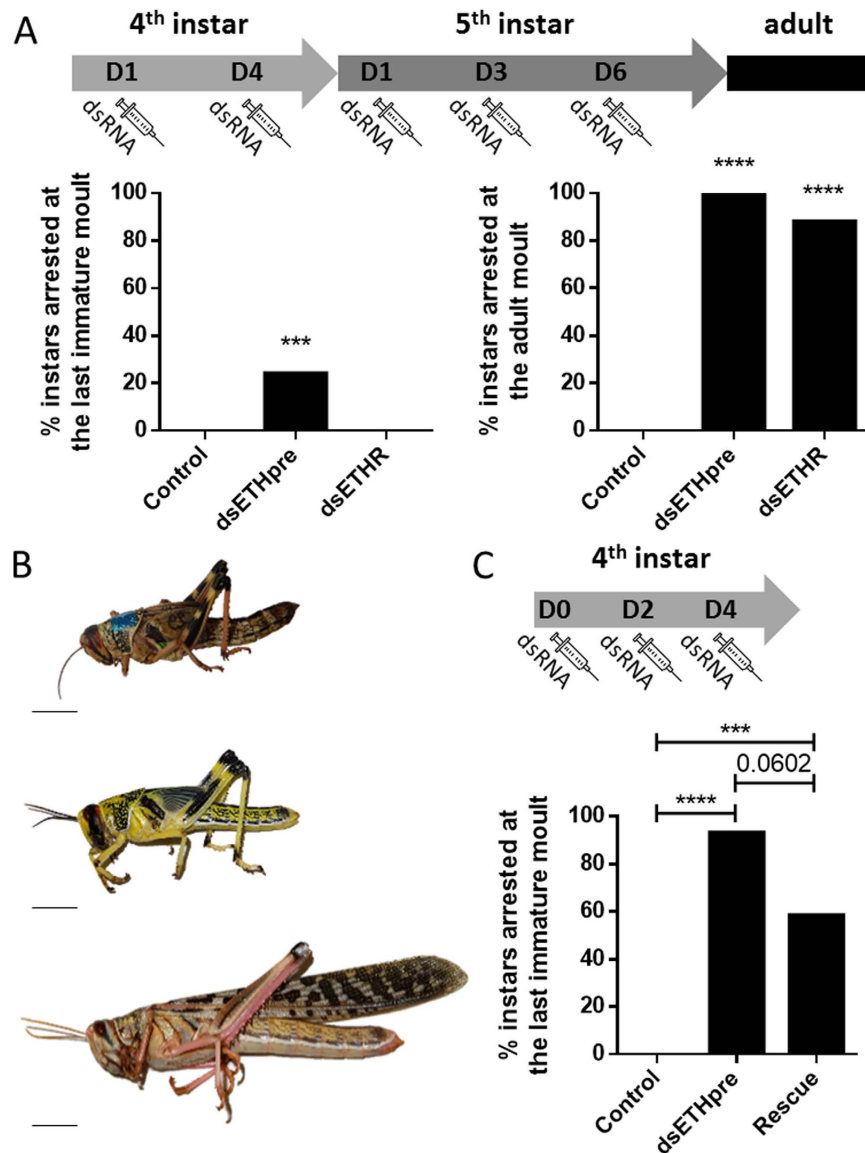 A
4th instar
5th instar
adult
D1
D4
D1
D3
D6
dsRNA
dsRNA
dsRNA
dsRNA
dsRNA
% instars arrested at
the last immature moult
100
80
60
40
20
0
***
Control
dsETHpre
dsETHR
% instars arrested at
the adult moult
100
80
60
40
20
0
****
****
Control
dsETHpre
dsETHR
B
C
4th instar
D0
D2
D4
dsRNA
dsRNA
dsRNA
% instars arrested at
the last immature moult
100
80
60
40
20
0
***
0.0602
****
Control
dsETHpre
Rescue